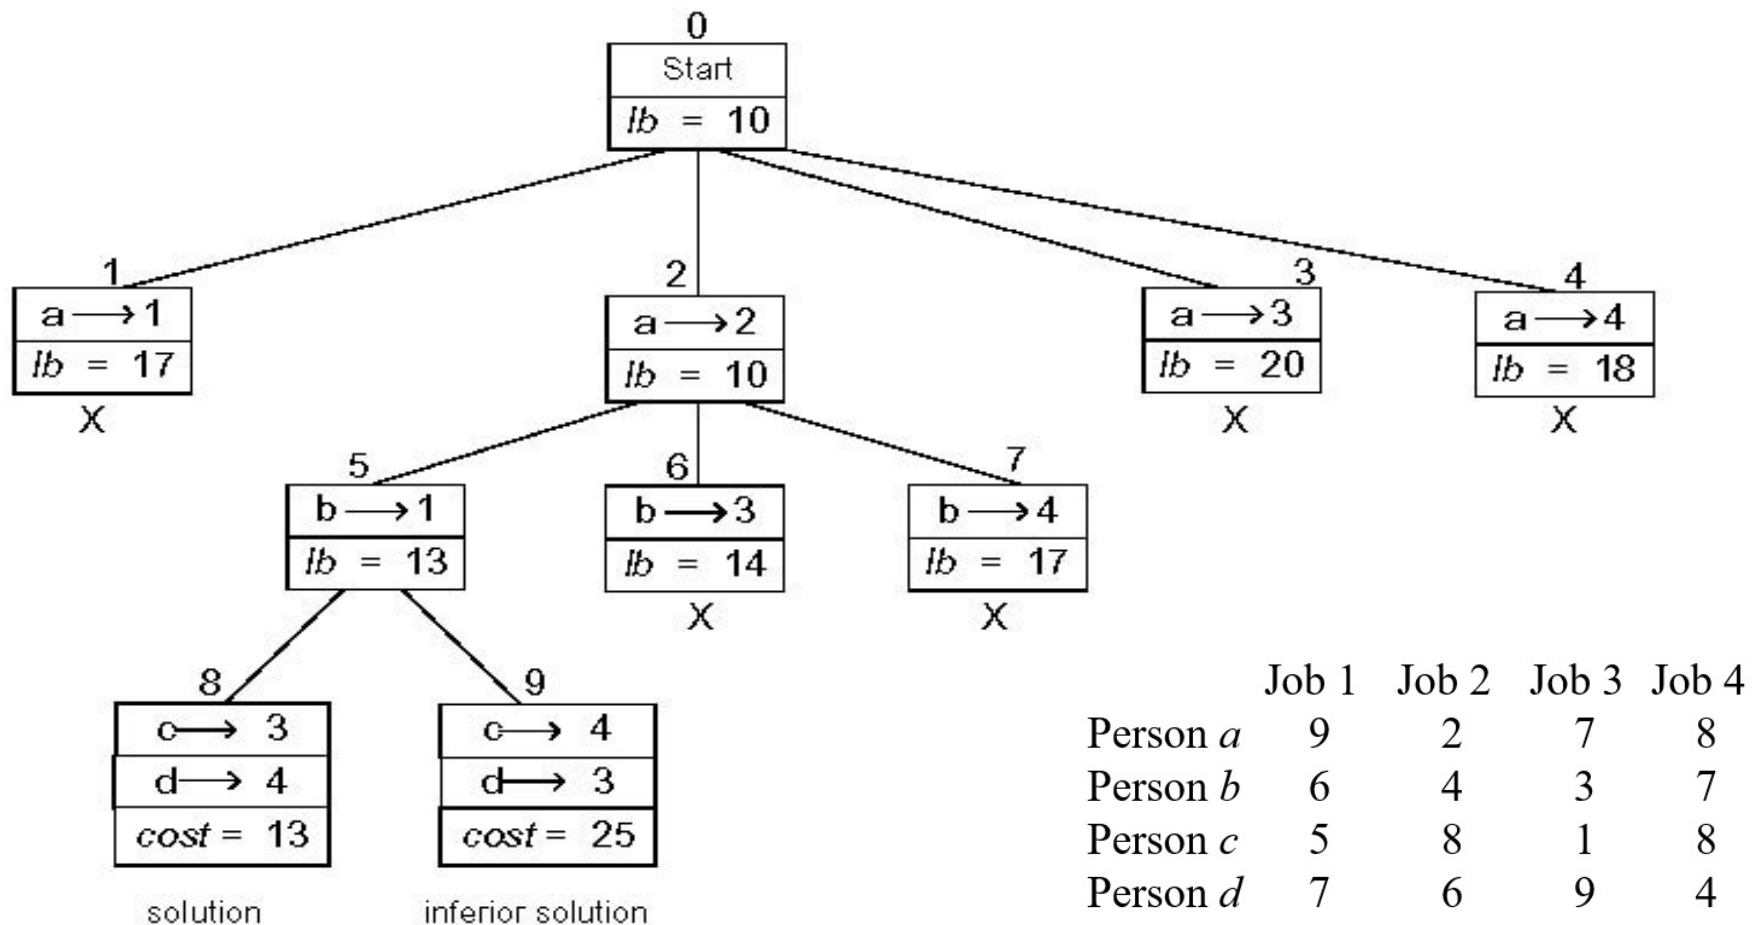 0
Start
lb = 10
1
a → 1
lb = 17
X
2
a → 2
lb = 10
3
a → 3
lb = 20
X
4
a → 4
lb = 18
X
5
b → 1
lb = 13
6
b → 3
lb = 14
X
7
b → 4
lb = 17
X
8
c → 3
d → 4
cost = 13
solution
9
c → 4
d → 3
cost = 25
inferior solution
Job 1 Job 2 Job 3 Job 4
Person a 9 2 7 8
Person b 6 4 3 7
Person c 5 8 1 8
Person d 7 6 9 4